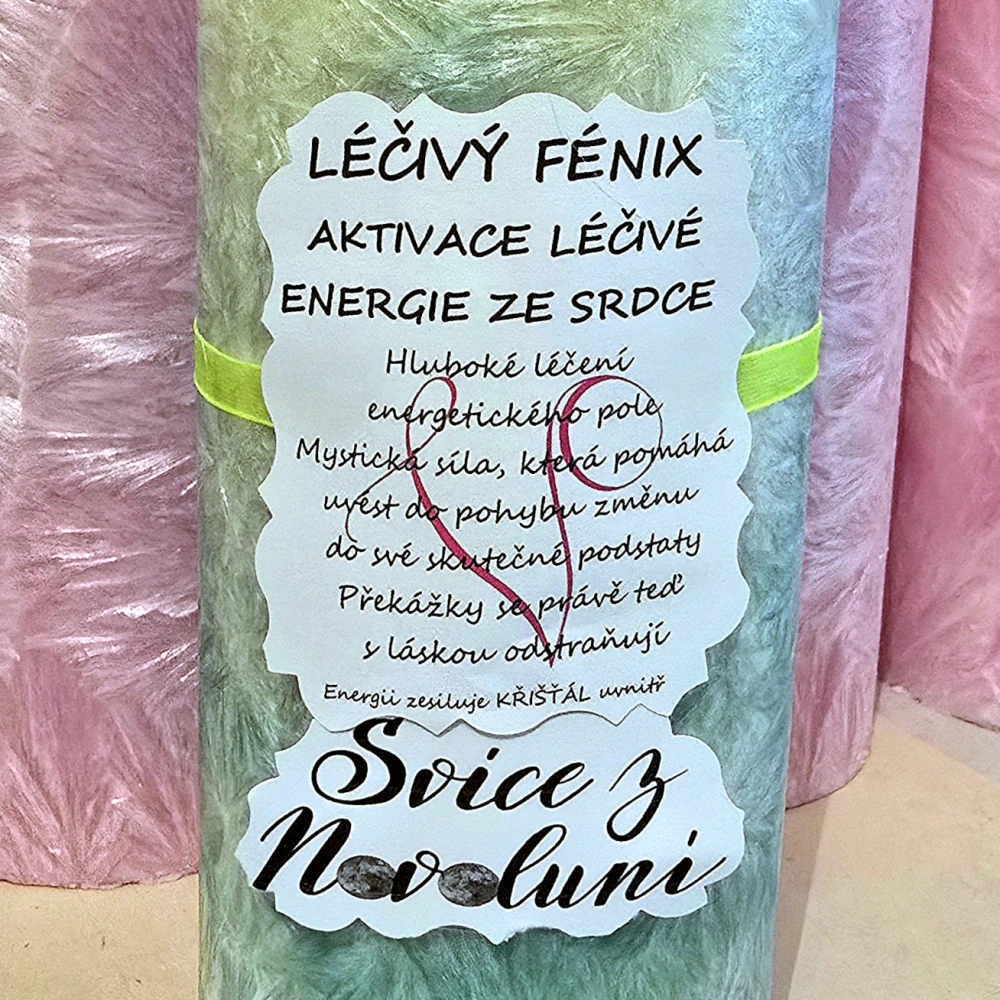 LÉČIVÝ FÉNIX
AKTIVACE LÉČIVÉ
ENERGIE ZE SRDCE
Hluboké léčení
energetického pole
Mystická síla, která pomáhá
uvést do pohybu změnu
do své skutečné podstaty
Překážky se právě teď
s láskou odstraňují
Energii zesiluje KŘIŠŤÁL uvnitř
Svíce z
Novoluní